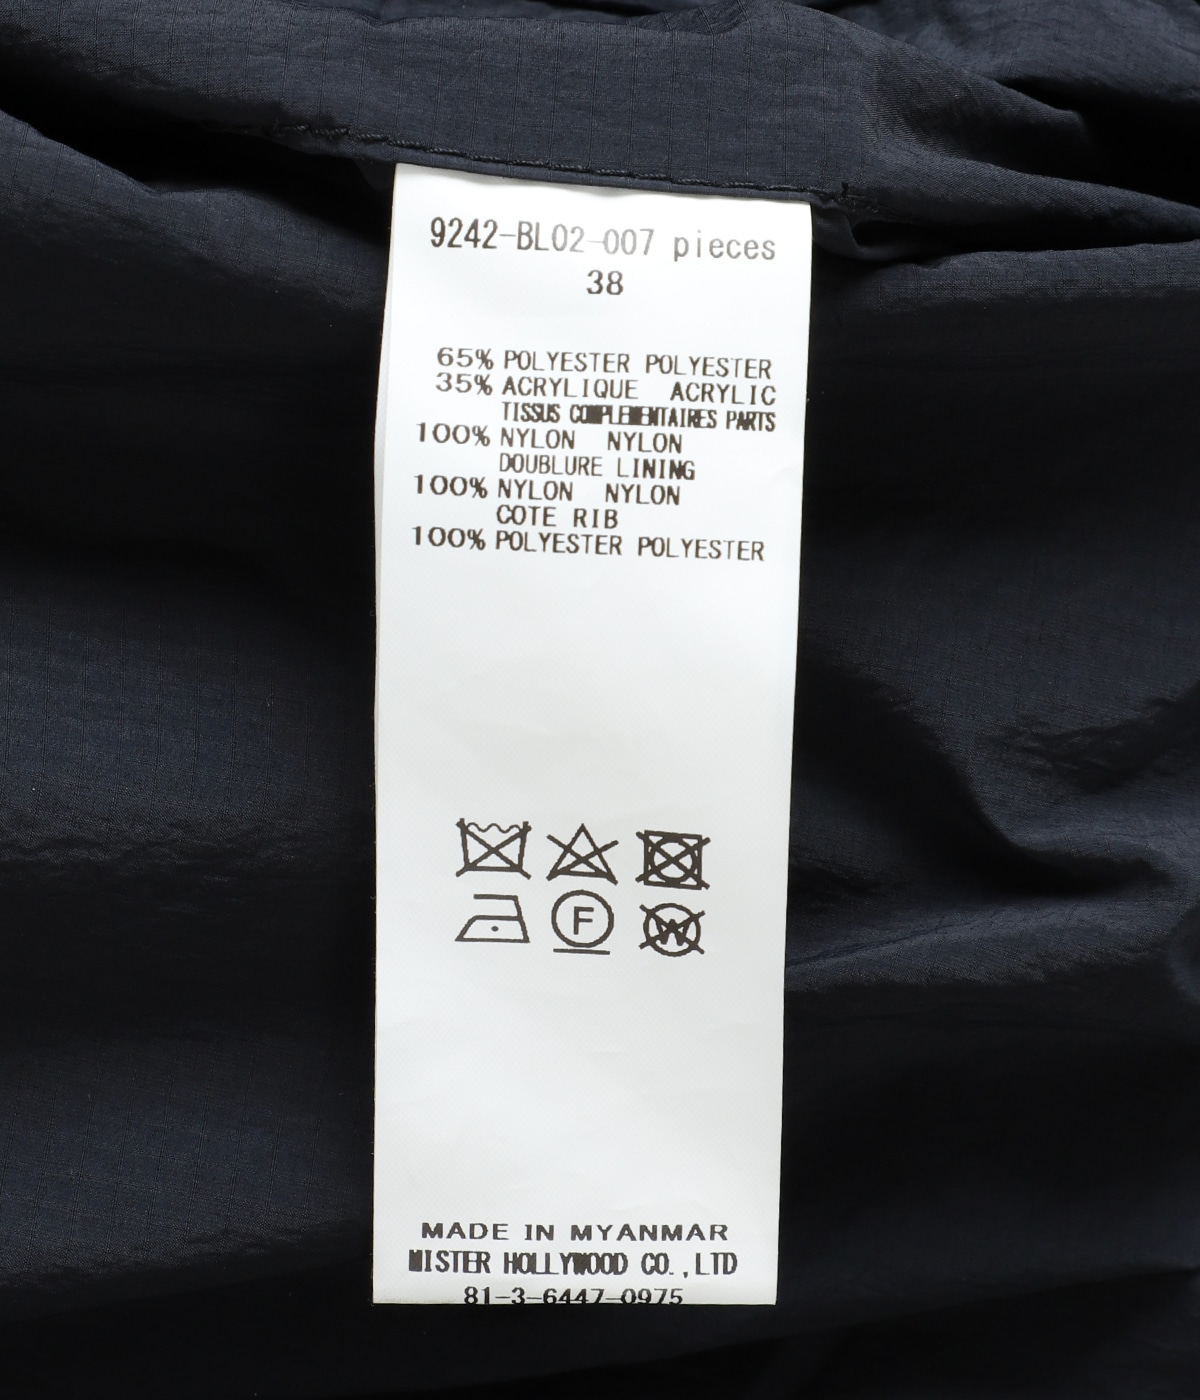 9242-BL02-007 pieces
38
65% POLYESTER POLYESTER
35% ACRYLIQUE ACRYLIC
TISSUS COMPLEMENTAIRES PARTS
100% NYLON NYLON
DOUBLURE LINING
100% NYLON NYLON
COTE RIB
100% POLYESTER POLYESTER
F
W
MADE IN MYANMAR
MISTER HOLLYWOOD CO.,LTD
81-3-6447-0975